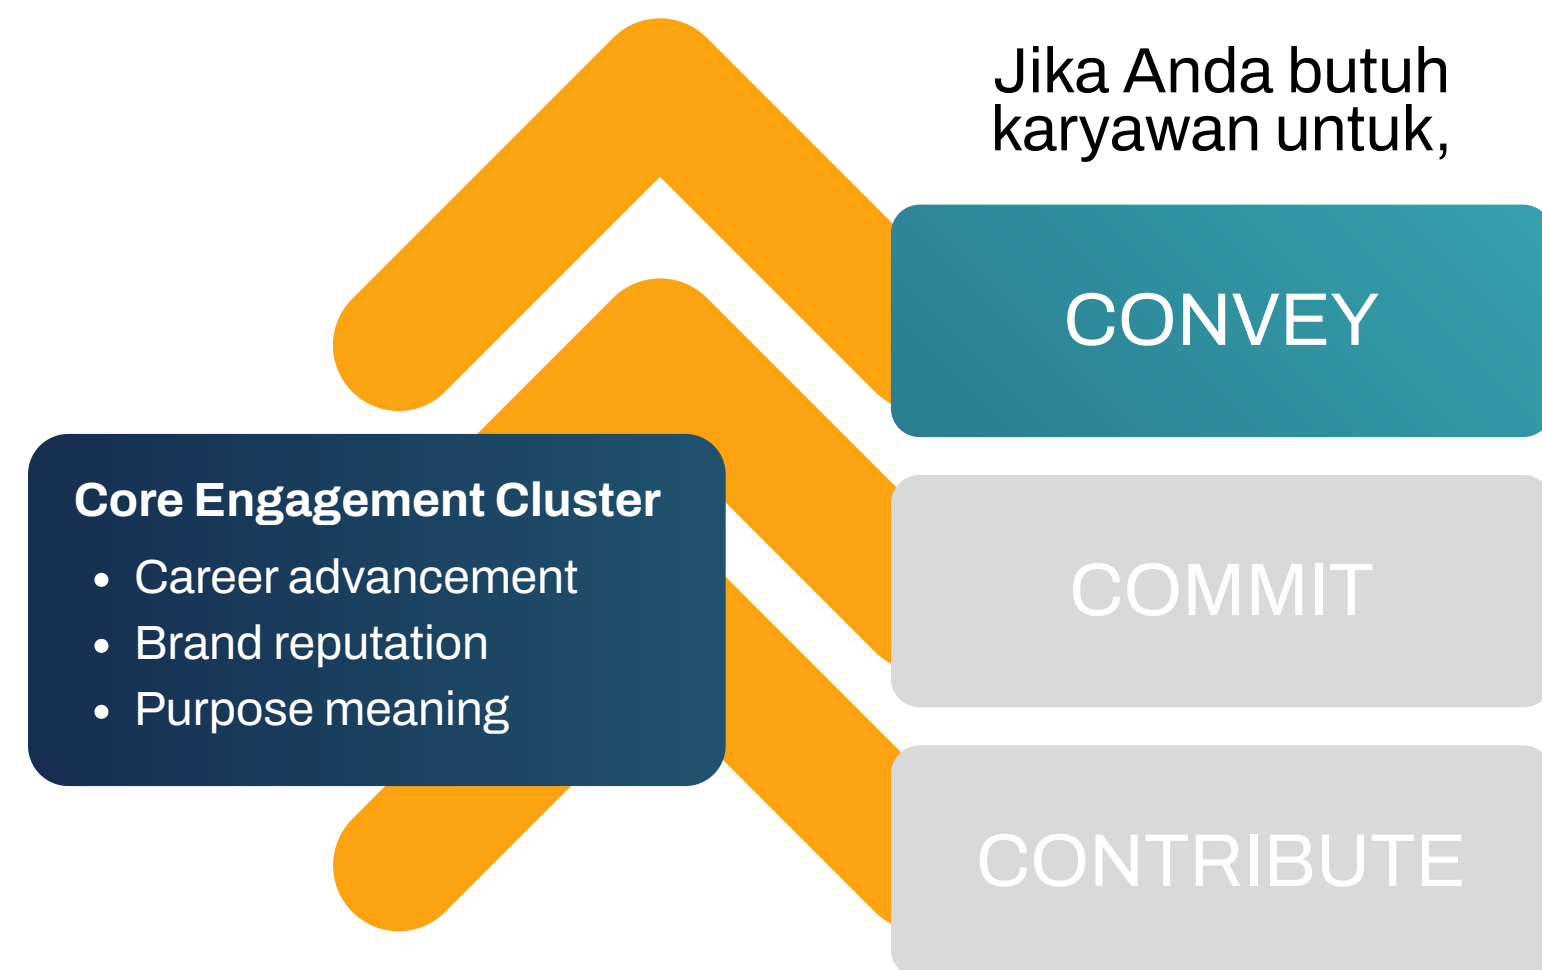 Jika Anda butuh
karyawan untuk,
CONVEY
Core Engagement Cluster
• Career advancement
• Brand reputation
• Purpose meaning
COMMIT
CONTRIBUTE